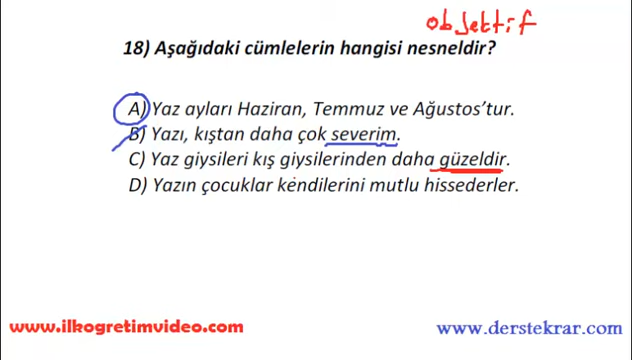 objektif
18) Aşağıdaki cümlelerin hangisi nesneldir?
A) Yaz ayları Haziran, Temmuz ve Ağustos’tur.
B) Yazı, kıştan daha çok severim.
C) Yaz giysileri kış giysilerinden daha güzeldir.
D) Yazın çocuklar kendilerini mutlu hissederler.
www.ilkogretimvideo.com
www.derstekrar.com